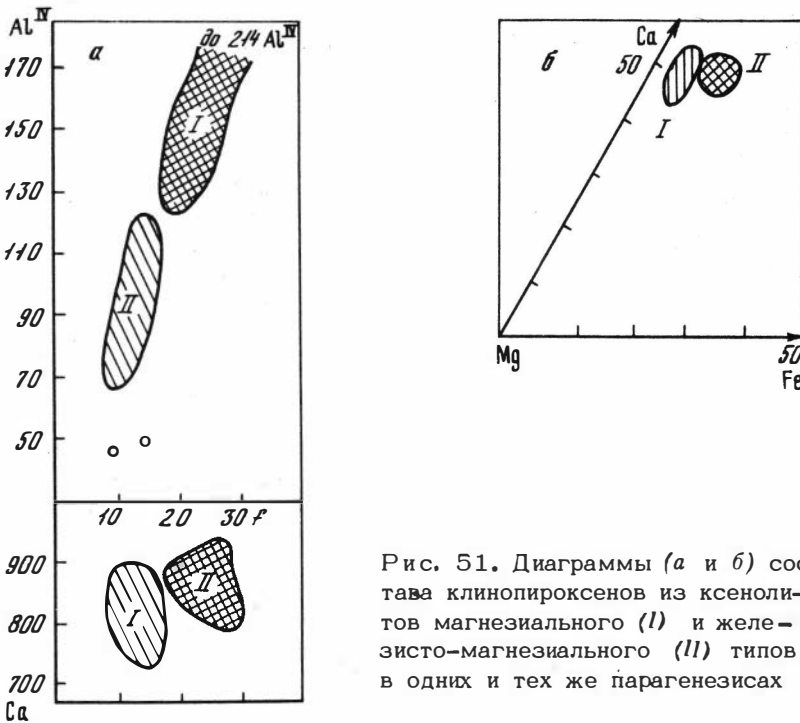 Al^IV
а
до 214 Al^IV
170
150
130
110
90
70
50
I
II
10 20 30 f
900
800
700
Ca
I
II
б
Ca
50
I
II
Mg
50
Fe
Рис. 51. Диаграммы (а и б) сос
тава клинопироксенов из ксеноли-
тов магнезиального (I) и желе-
зисто-магнезиального (II) типов
в одних и тех же парагенезисах